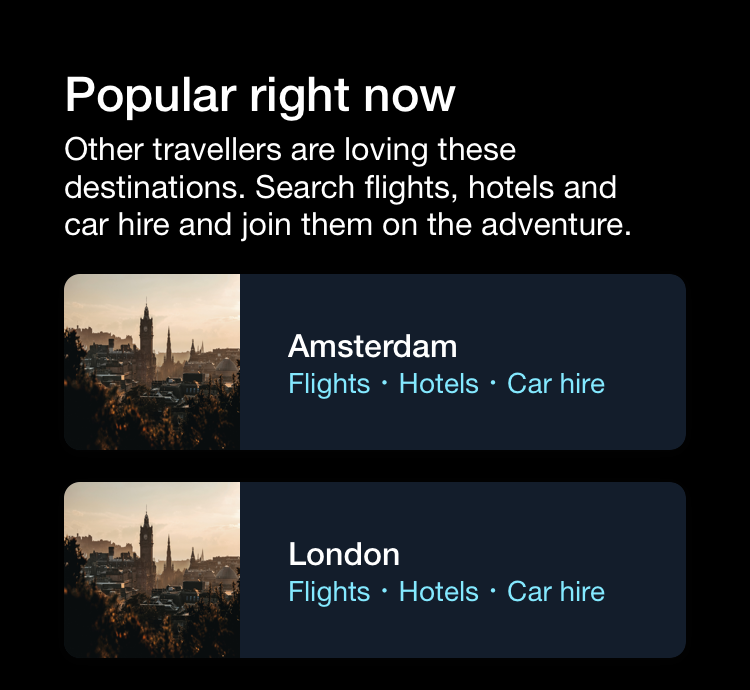 Popular right now
Other travellers are loving these
destinations. Search flights, hotels and
car hire and join them on the adventure.
Amsterdam
Flights · Hotels · Car hire
London
Flights · Hotels · Car hire